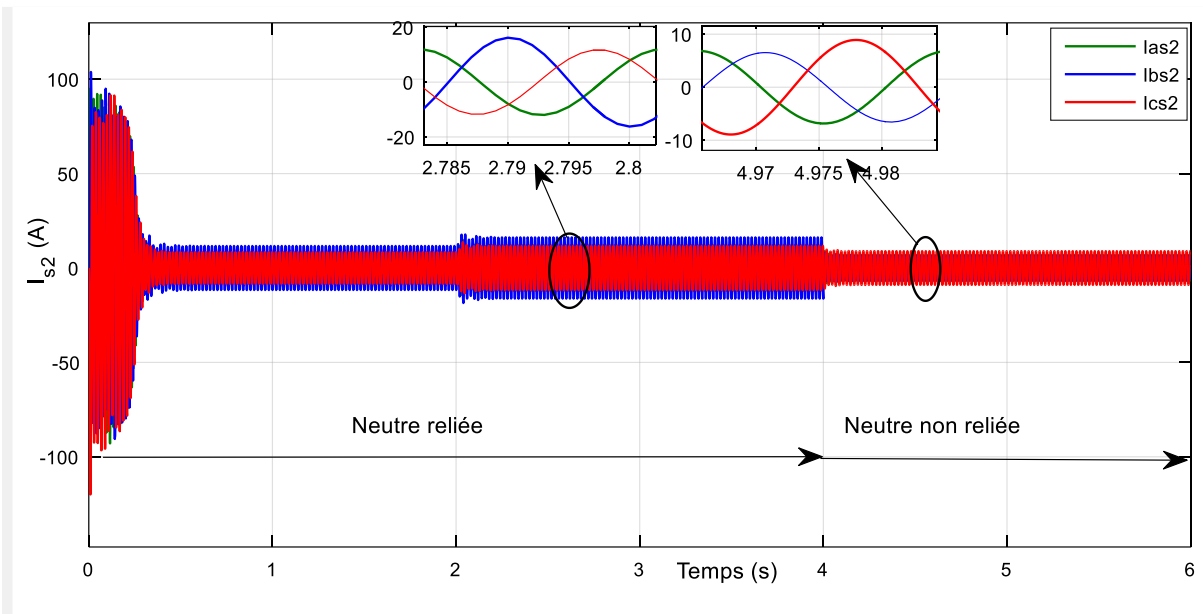 20
0
-20
2.785 2.79 2.795 2.8
10
0
-10
4.97 4.975 4.98
Ias2
Ibs2
Ics2
100
50
0
-50
-100
Is2 (A)
Neutre reliée
Neutre non reliée
0 1 2 3 4 5 6
Temps (s)